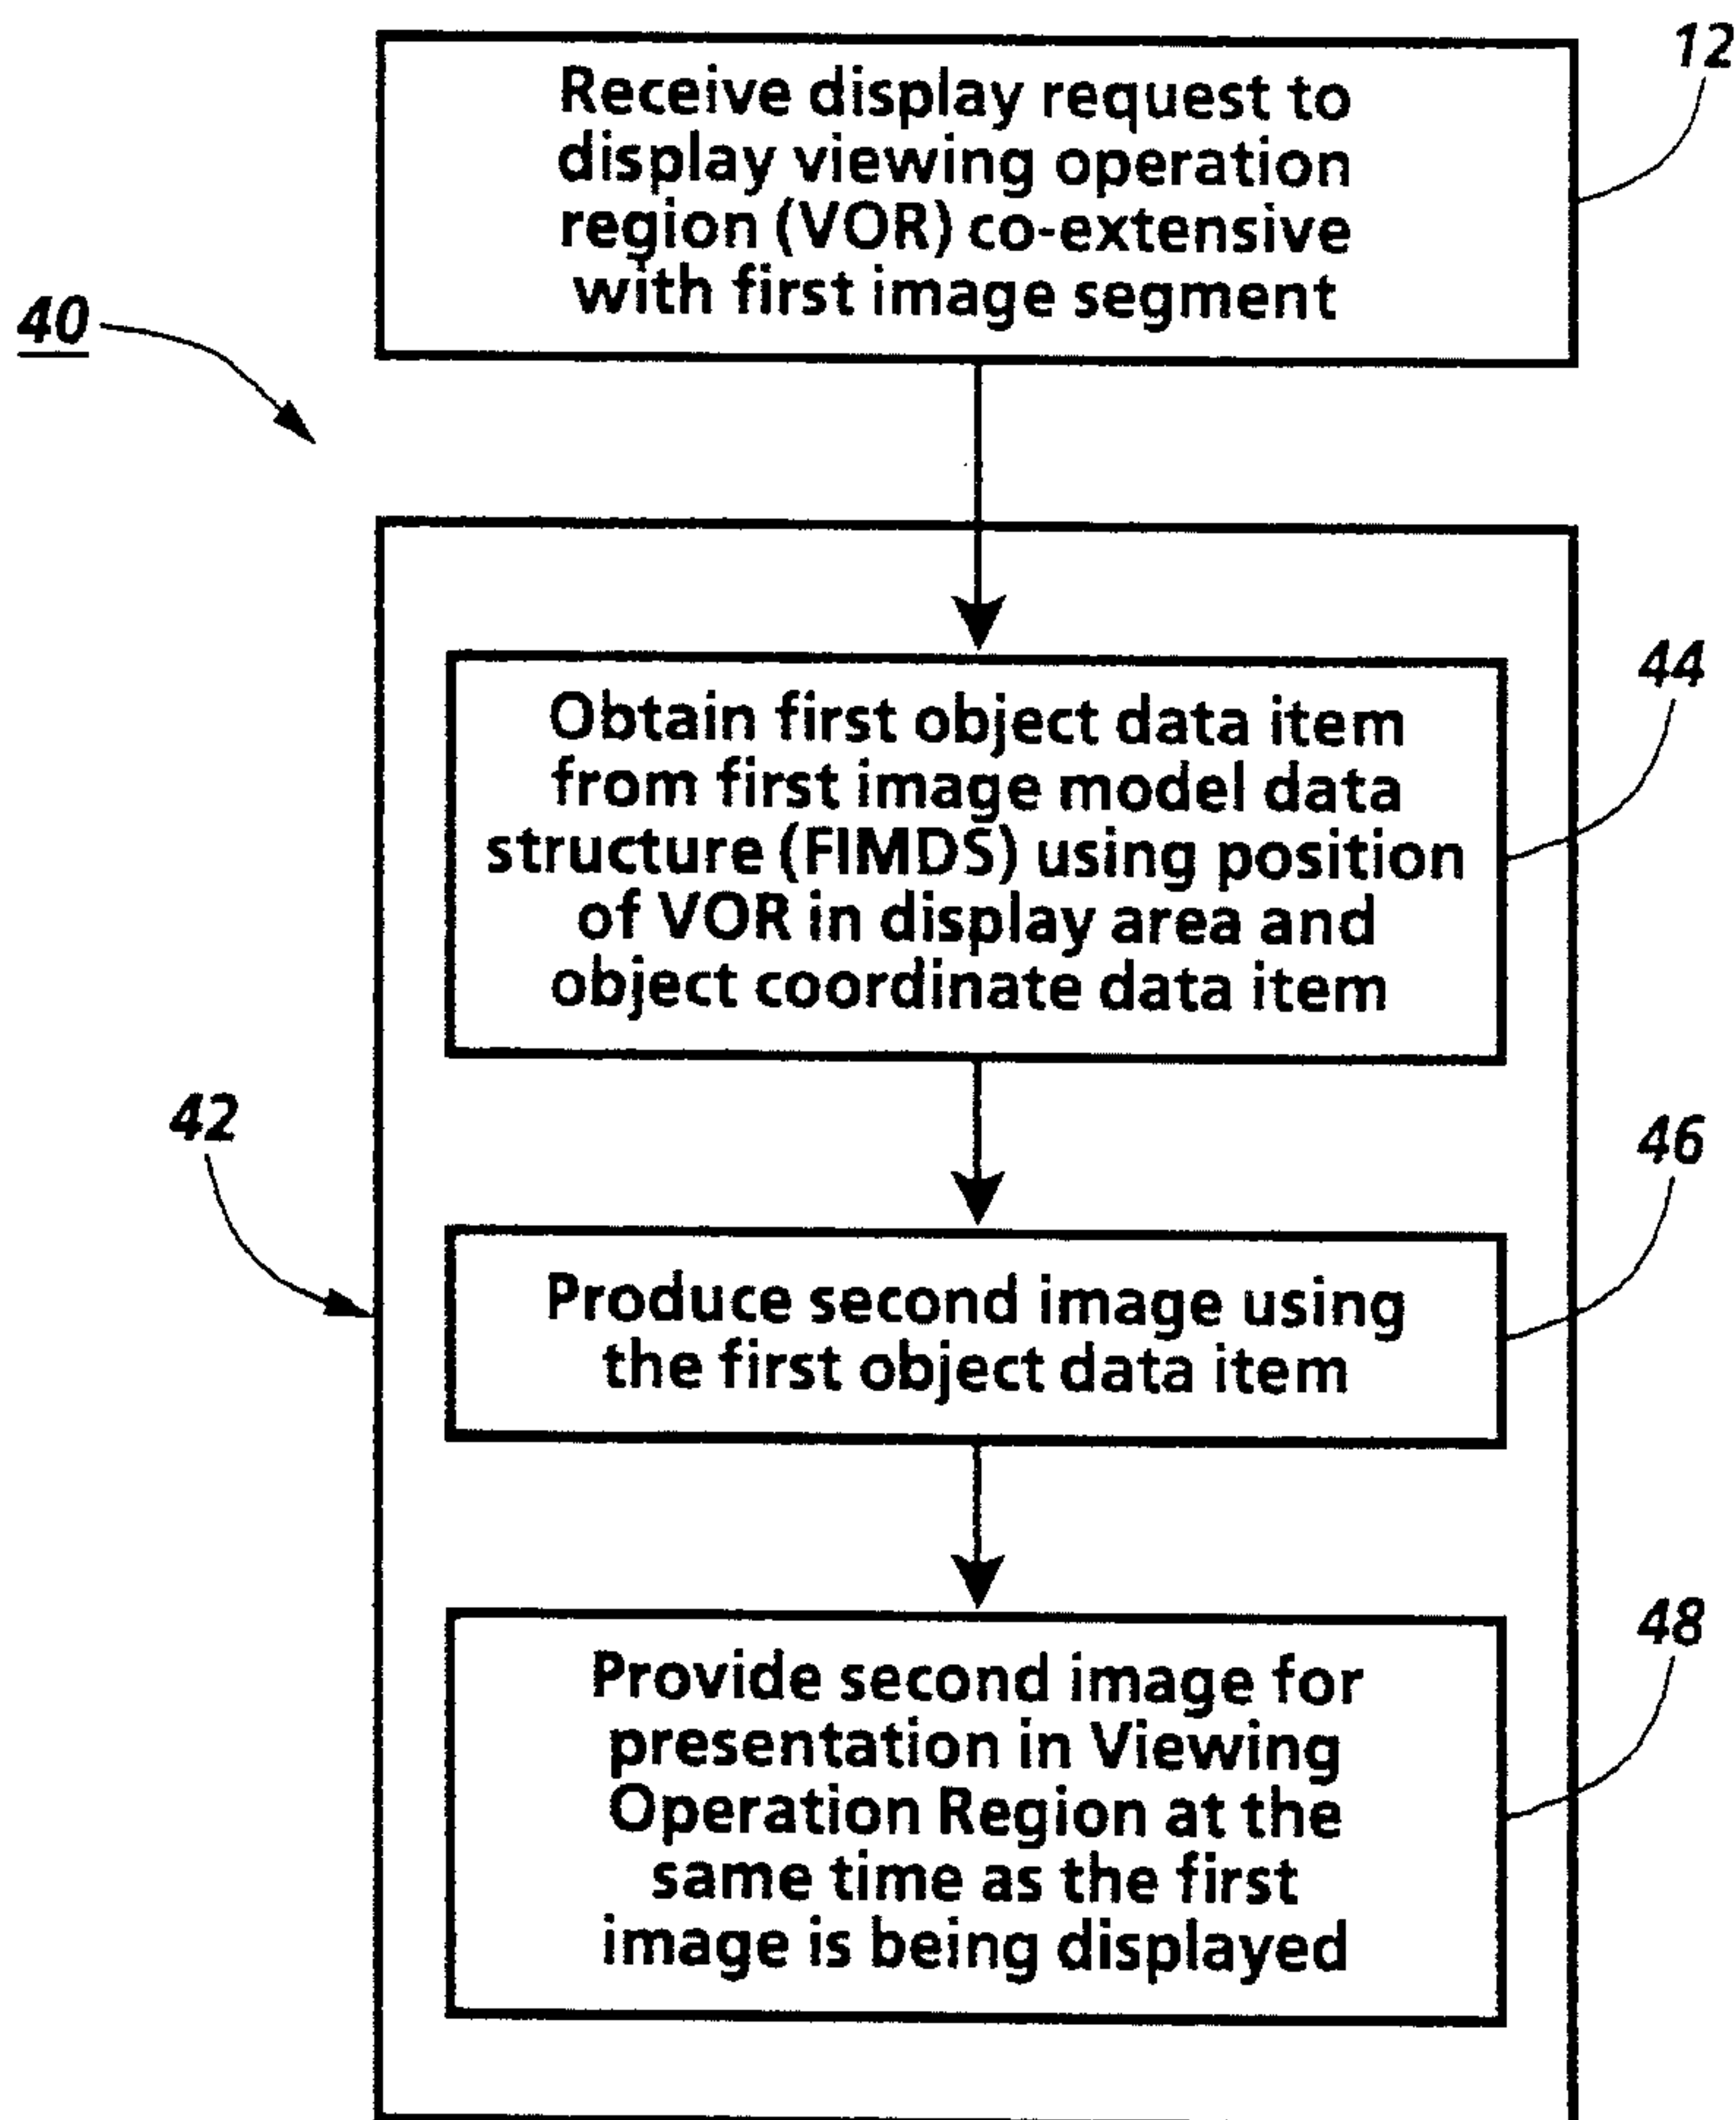 12
Receive display request to
display viewing operation
region (VOR) co-extensive
with first image segment
40
44
Obtain first object data item
from first image model data
structure (FIMDS) using position
of VOR in display area and
object coordinate data item
42
46
Produce second image using
the first object data item
48
Provide second image for
presentation in Viewing
Operation Region at the
same time as the first
image is being displayed